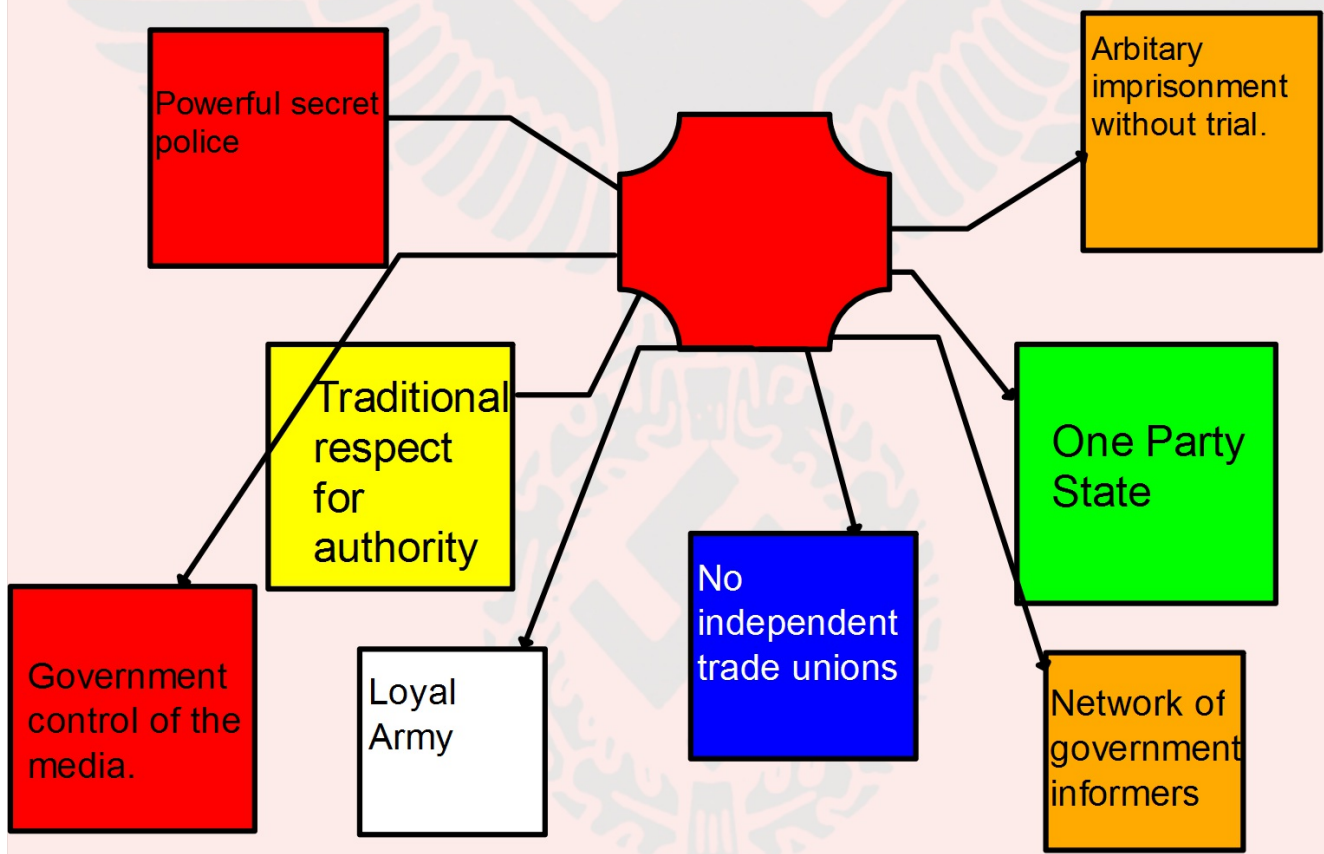 Powerful secret
police
Arbitary
imprisonment
without trial.
Traditional
respect
for
authority
One Party
State
Government
control of the
media.
Loyal
Army
No
independent
trade unions
Network of
government
informers